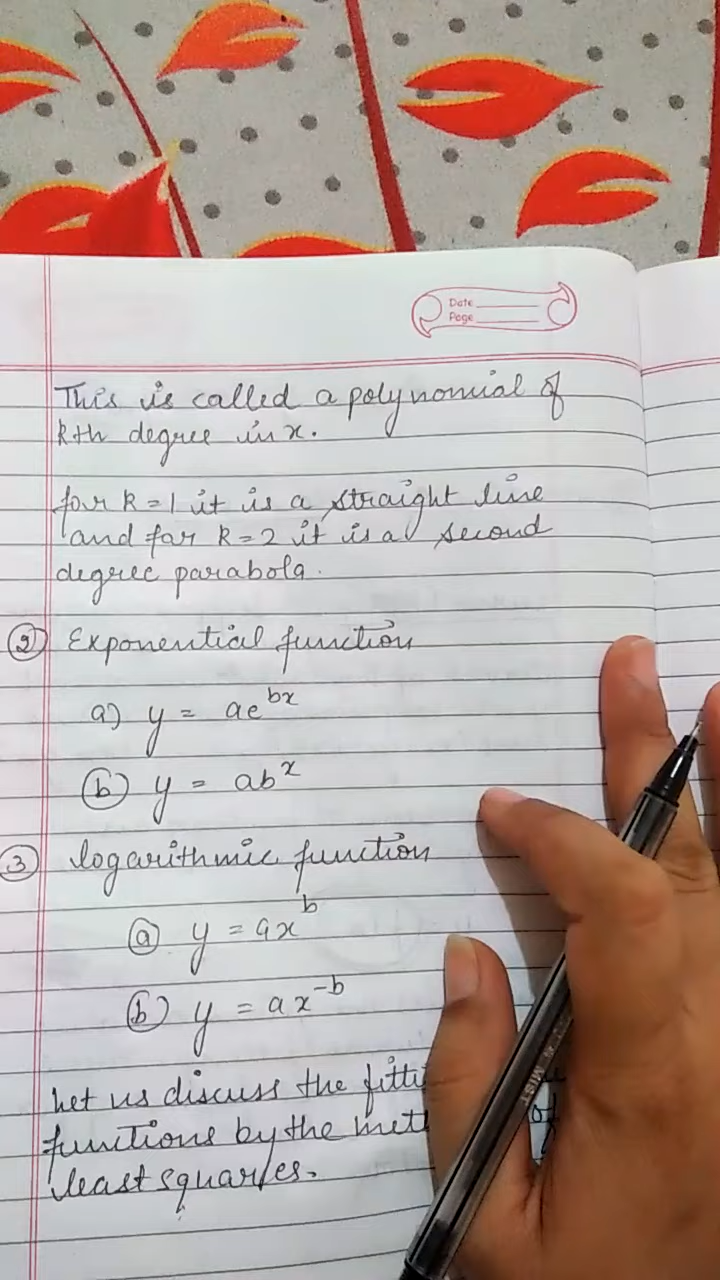 Date
Page
This is called a polynomial of
kth degree in x.
for k=1 it is a straight line
and for k=2 it is a second
degree parabola.
② Exponential function
a) y = ae^bx
ⓑ y = ab^x
③ logarithmic function
ⓐ y = ax^b
ⓑ y = ax^-b
Let us discuss the
functions by the of
least squares.